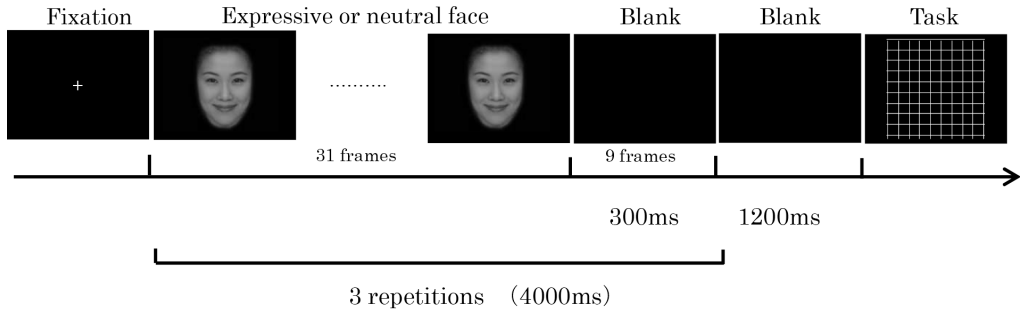 Fixation
Expressive or neutral face
Blank
Blank
Task
..........
31 frames
9 frames
300ms
1200ms
3 repetitions （4000ms）